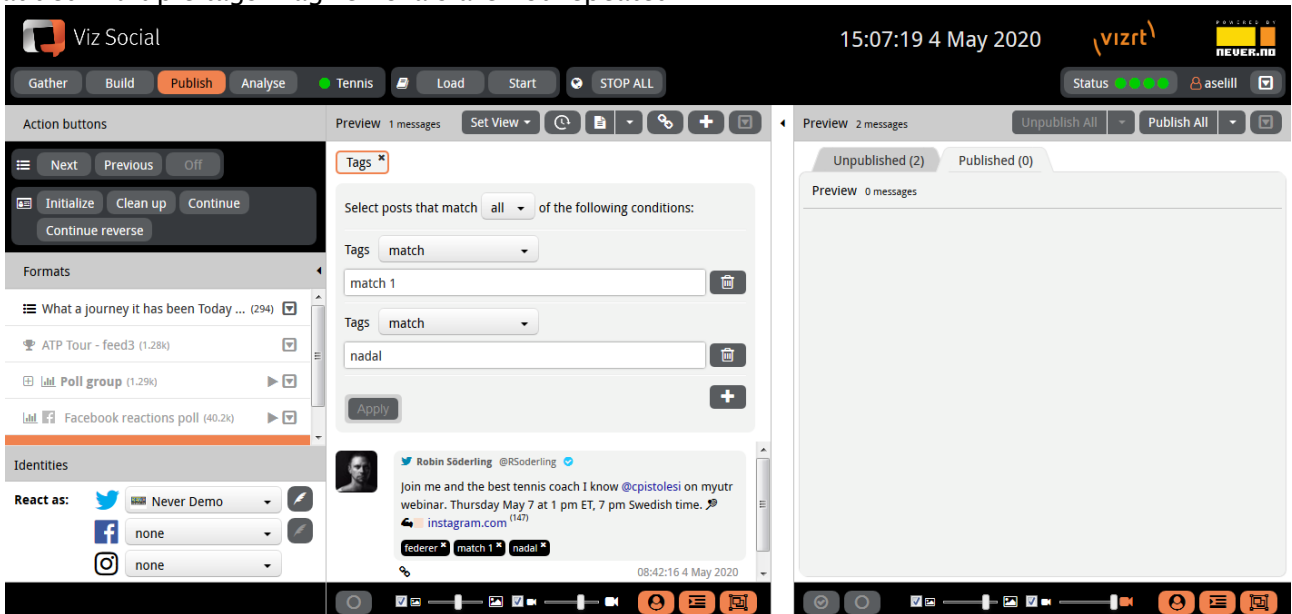 Viz Social
15:07:19 4 May 2020
vizrt
POWERED BY
never.no
Gather Build Publish Analyse Tennis Load Start STOP ALL
Status aselill
Action buttons
Next Previous Off
Initialize Clean up Continue
Continue reverse
Formats
What a journey it has been Today ... (294)
ATP Tour - feed3 (1.28k)
Poll group (1.29k)
Facebook reactions poll (40.2k)
Identities
React as: Never Demo
none
none
Preview 1 messages Set View
Tags
Select posts that match all of the following conditions:
Tags match
match 1
Tags match
nadal
Apply
Robin Söderling @RSoderling
Join me and the best tennis coach I know @cpistolesi on myutr
webinar. Thursday May 7 at 1 pm ET, 7 pm Swedish time.
instagram.com (147)
federer match 1 nadal
08:42:16 4 May 2020
Preview 2 messages Unpublish All Publish All
Unpublished (2) Published (0)
Preview 0 messages